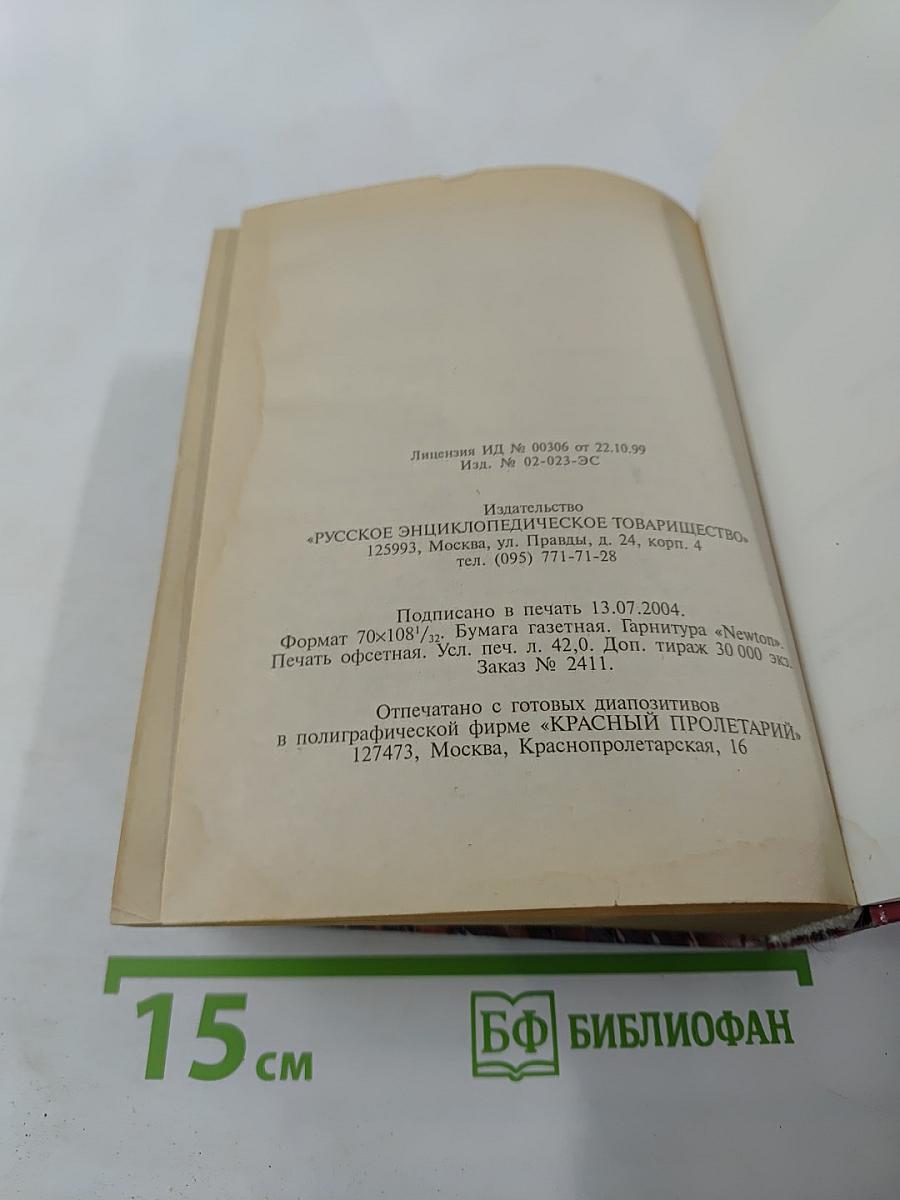 Лицензия ИД № 00306 от 22.10.99
Изд. № 02-023-ЭС
Издательство
«РУССКОЕ ЭНЦИКЛОПЕДИЧЕСКОЕ ТОВАРИЩЕСТВО»
125993, Москва, ул. Правды, д. 24, корп. 4
тел. (095) 771-71-28
Подписано в печать 13.07.2004.
Формат 70×108¹/₃₂. Бумага газетная. Гарнитура «Newton».
Печать офсетная. Усл. печ. л. 42,0. Доп. тираж 30 000 экз.
Заказ № 2411.
Отпечатано с готовых диапозитивов
в полиграфической фирме «КРАСНЫЙ ПРОЛЕТАРИЙ»
127473, Москва, Краснопролетарская, 16
15 см
БФ БИБЛИОФАН